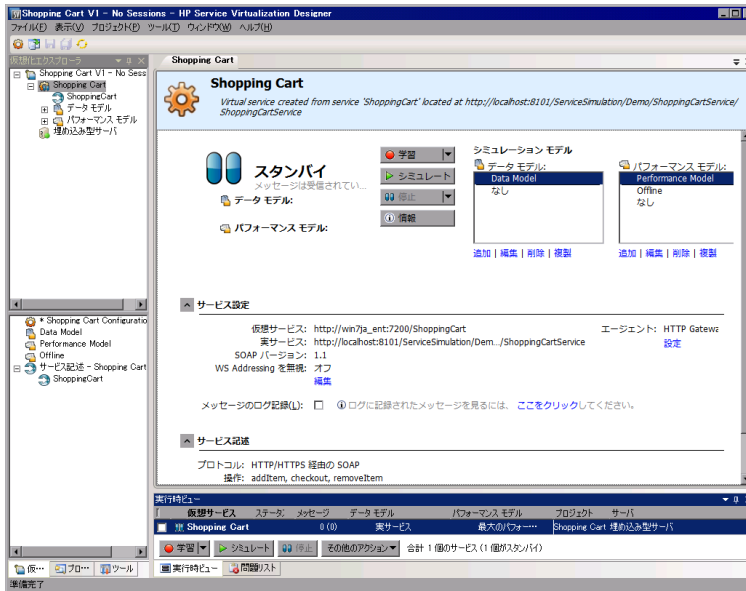 Shopping Cart V1 - No Sessions - HP Service Virtualization Designer
ファイル(F) 表示(V) プロジェクト(P) ツール(T) ウィンドウ(W) ヘルプ(H)
仮想化エクスプローラ
Shopping Cart V1 - No Sess
Shopping Cart
ShoppingCart
データ モデル
パフォーマンス モデル
埋め込み型サーバ
* Shopping Cart Configuratio
Data Model
Performance Model
Offline
サービス記述 - Shopping Cart
ShoppingCart
仮… プロ… ツール
Shopping Cart
Shopping Cart
Virtual service created from service 'ShoppingCart' located at http://localhost:8101/ServiceSimulation/Demo/ShoppingCartService/
ShoppingCartService
スタンバイ
メッセージは受信されてい...
データ モデル:
パフォーマンス モデル:
学習
シミュレート
停止
情報
シミュレーション モデル
データ モデル:
Data Model
なし
追加 | 編集 | 削除 | 複製
パフォーマンス モデル:
Performance Model
Offline
なし
追加 | 編集 | 削除 | 複製
サービス設定
仮想サービス: http://win7ja_ent:7200/ShoppingCart
エージェント: HTTP Gatewa
実サービス: http://localhost:8101/ServiceSimulation/Dem.../ShoppingCartService
設定
SOAP バージョン: 1.1
WS Addressing を無視: オフ
編集
メッセージのログ記録(L): ログに記録されたメッセージを見るには、 ここをクリックしてください。
サービス記述
プロトコル: HTTP/HTTPS 経由の SOAP
操作: addItem, checkout, removeItem
実行時ビュー
仮想サービス ステータ: メッセージ データ モデル パフォーマンス モデル プロジェクト サーバ
Shopping Cart 0 (0) 実サービス 最大のパフォー… Shopping Cart 埋め込み型サーバ
学習 シミュレート 停止 その他のアクション 合計 1 個のサービス (1 個がスタンバイ)
実行時ビュー 問題リスト
準備完了